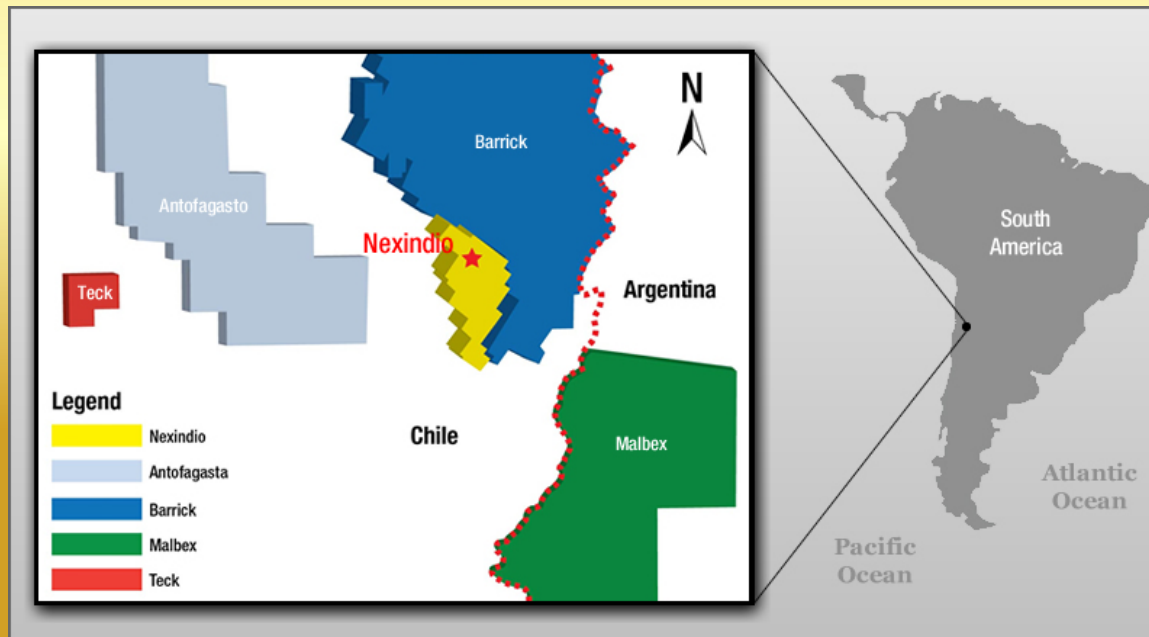 N
Barrick
Antofagasto
Nexindio
Teck
Argentina
Legend
Nexindio
Antofagasta
Barrick
Malbex
Teck
Chile
Malbex
South
America
Atlantic
Ocean
Pacific
Ocean